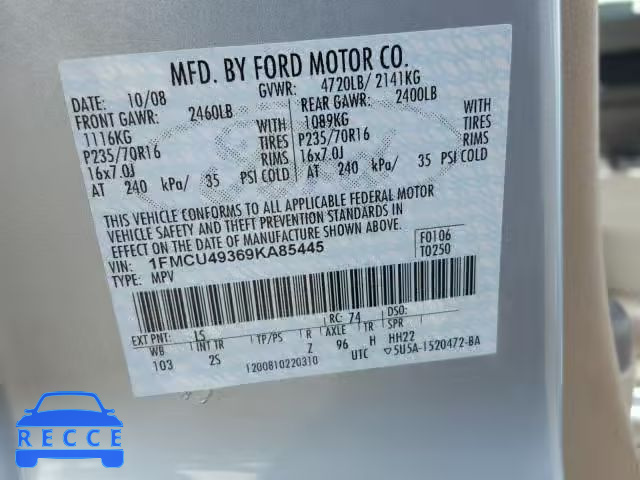 MFD. BY FORD MOTOR CO.
DATE: 10/08 GVWR: 4720LB/ 2141KG
FRONT GAWR: 2460LB REAR GAWR: 2400LB
1116KG WITH 1089KG WITH
P235/70R16 TIRES P235/70R16 TIRES
16x7.0J RIMS 16x7.0J RIMS
AT 240 kPa/ 35 PSI COLD AT 240 kPa/ 35 PSI COLD
THIS VEHICLE CONFORMS TO ALL APPLICABLE FEDERAL MOTOR
VEHICLE SAFETY AND THEFT PREVENTION STANDARDS IN
EFFECT ON THE DATE OF MANUFACTURE SHOWN ABOVE.
VIN: 1FMCU49369KA85445 F0106
TYPE: MPV T0250
EXT PNT: LS RC: 74 DSO:
WB INT TR TP/PS R AXLE TR SPR
103 2S Z 96 H HH22
1200810220310 UTC ▽5U5A-1520472-BA
Ford
RECCE